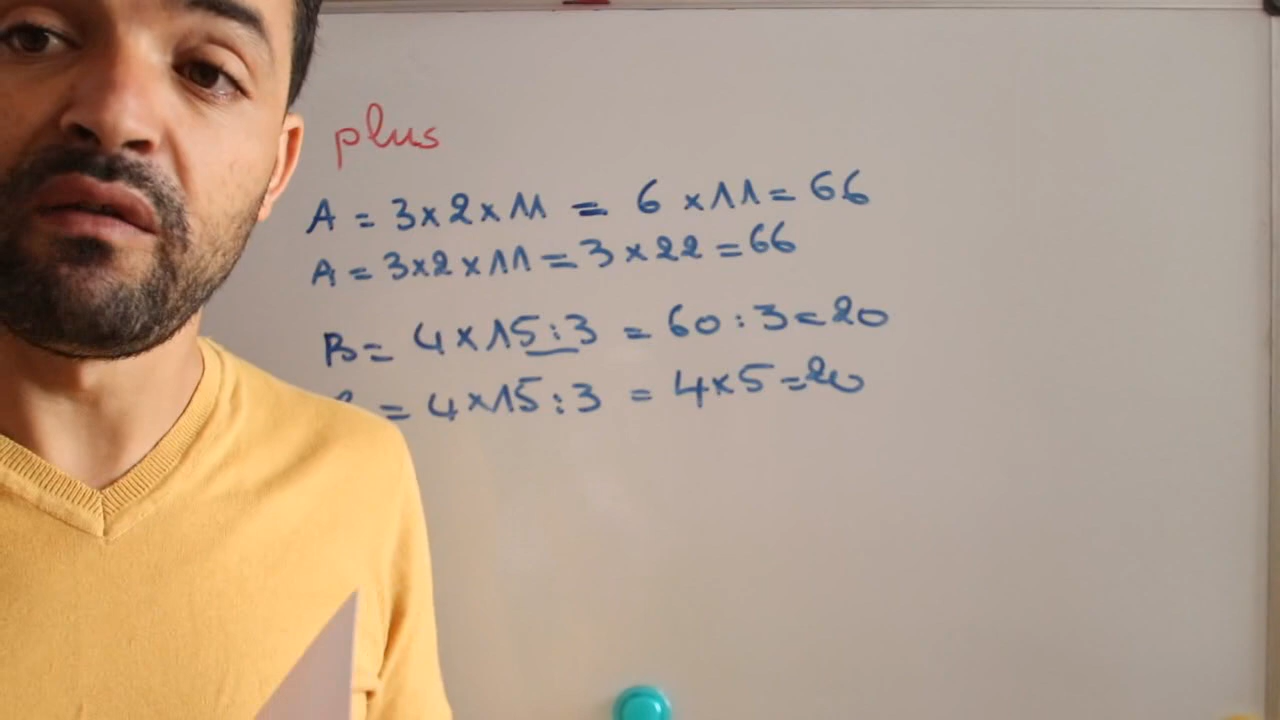 plus
A = 3×2×11 = 6×11=66
A = 3×2×11=3×22=66
B= 4×15:3 = 60:3=20
= 4×15:3 = 4×5=20